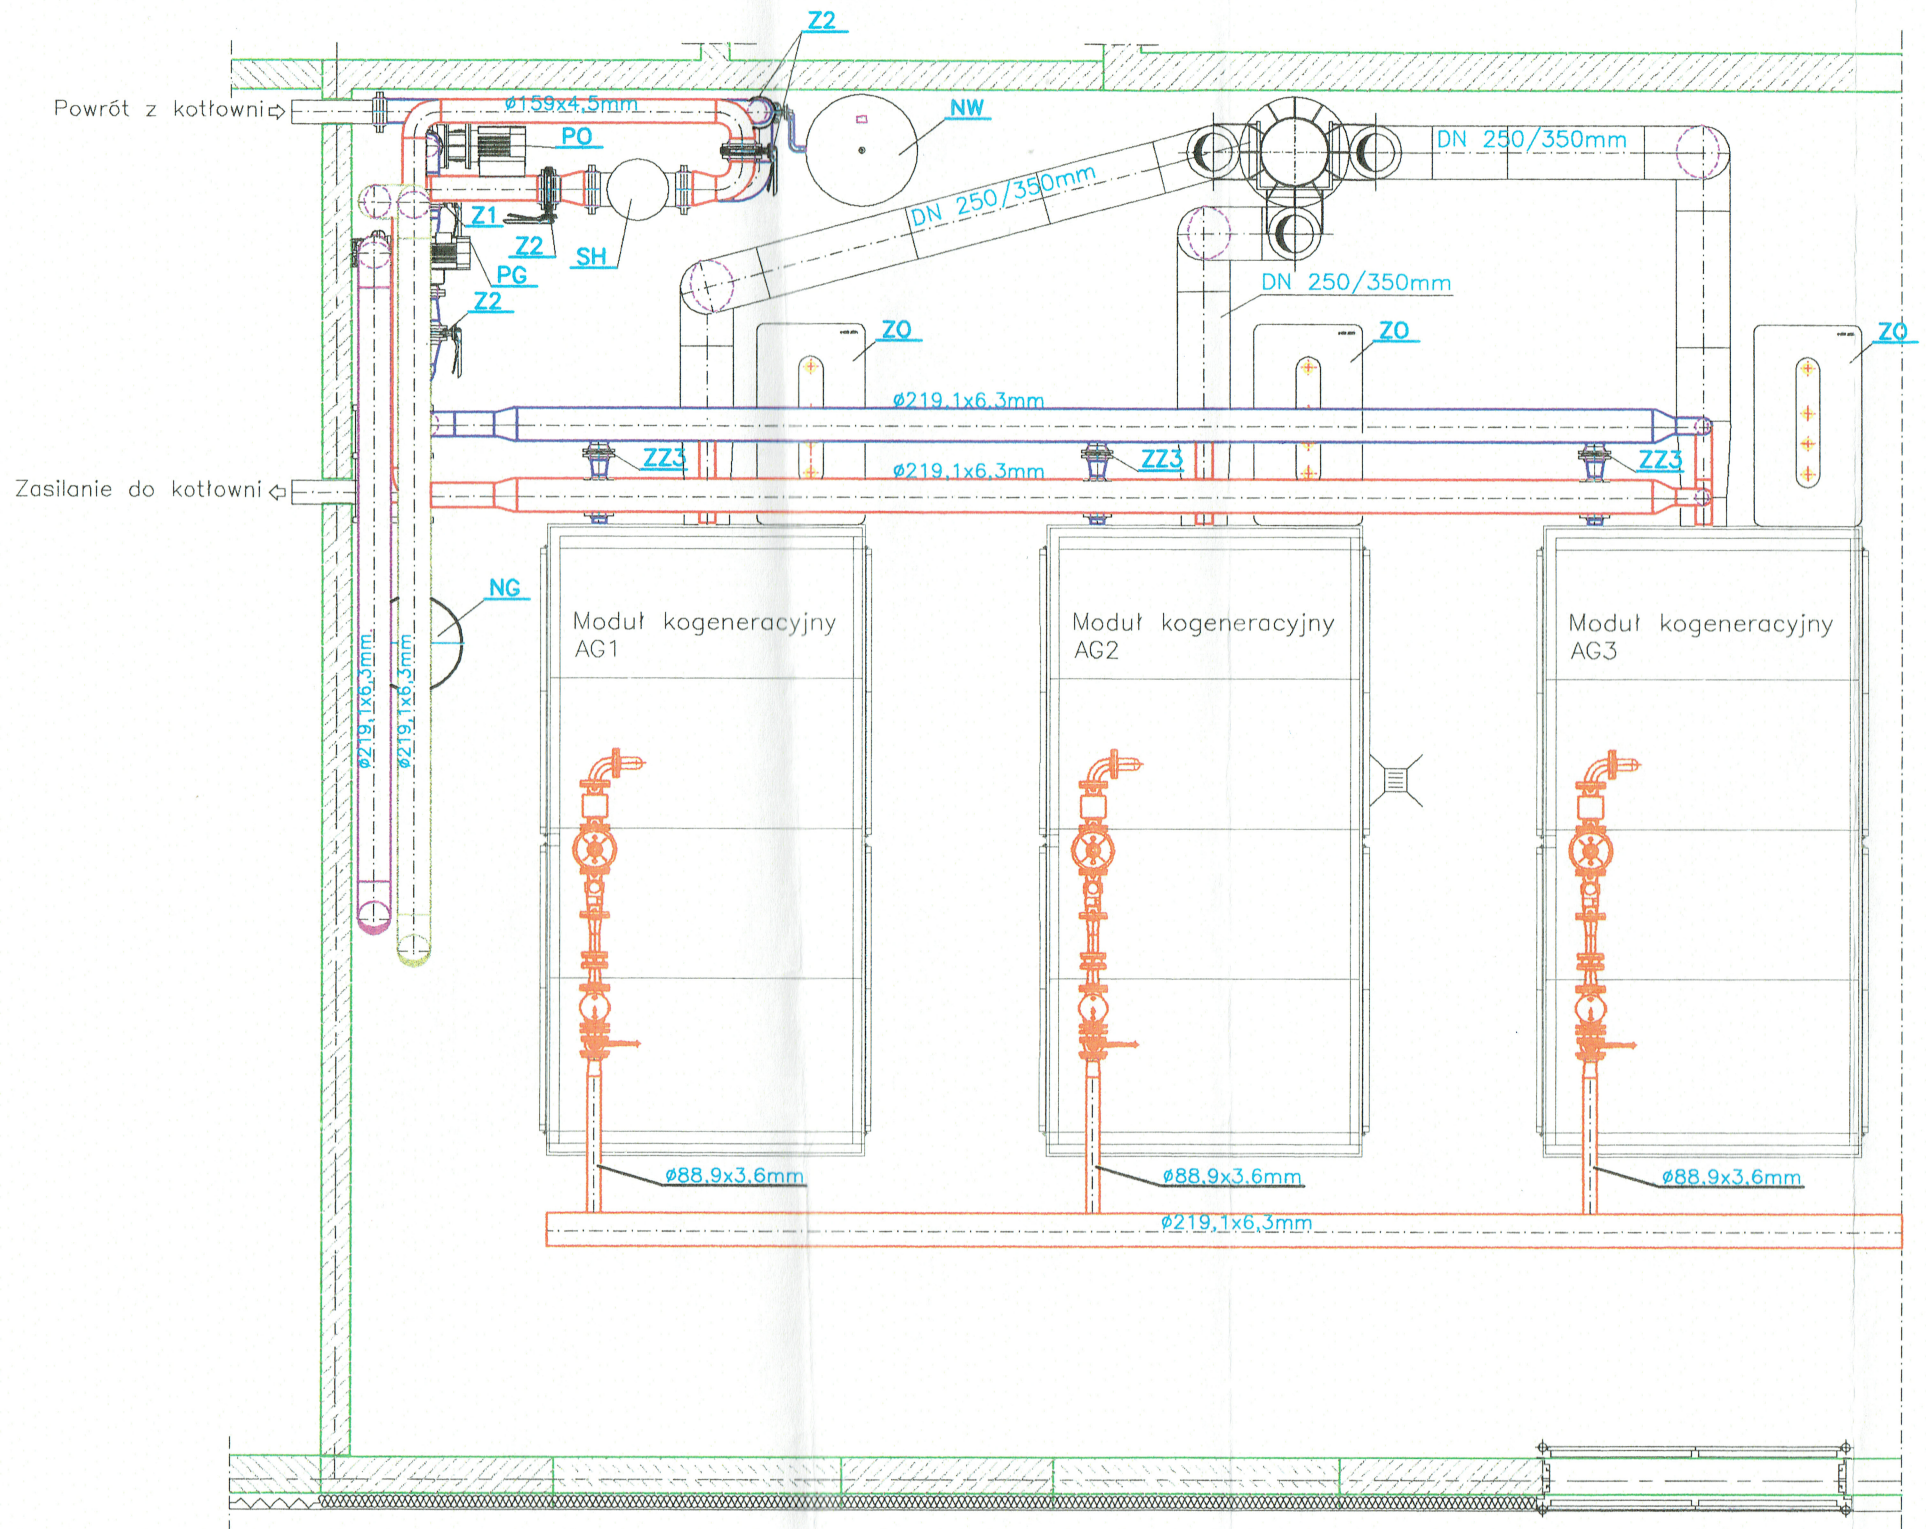 Z2
Powrót z kotłowni
ø159x4,5mm
NW
PO
DN 250/350mm
DN 250/350mm
Z1
Z2
SH
PG
DN 250/350mm
Z2
ZO
ZO
ZO
ø219,1x6,3mm
ZZ3
ø219,1x6,3mm
ZZ3
ZZ3
Zasilanie do kotłowni
NG
Moduł kogeneracyjny
AG1
Moduł kogeneracyjny
AG2
Moduł kogeneracyjny
AG3
ø219,1x6,3mm
ø219,1x6,3mm
ø88,9x3,6mm
ø88,9x3,6mm
ø88,9x3,6mm
ø219,1x6,3mm